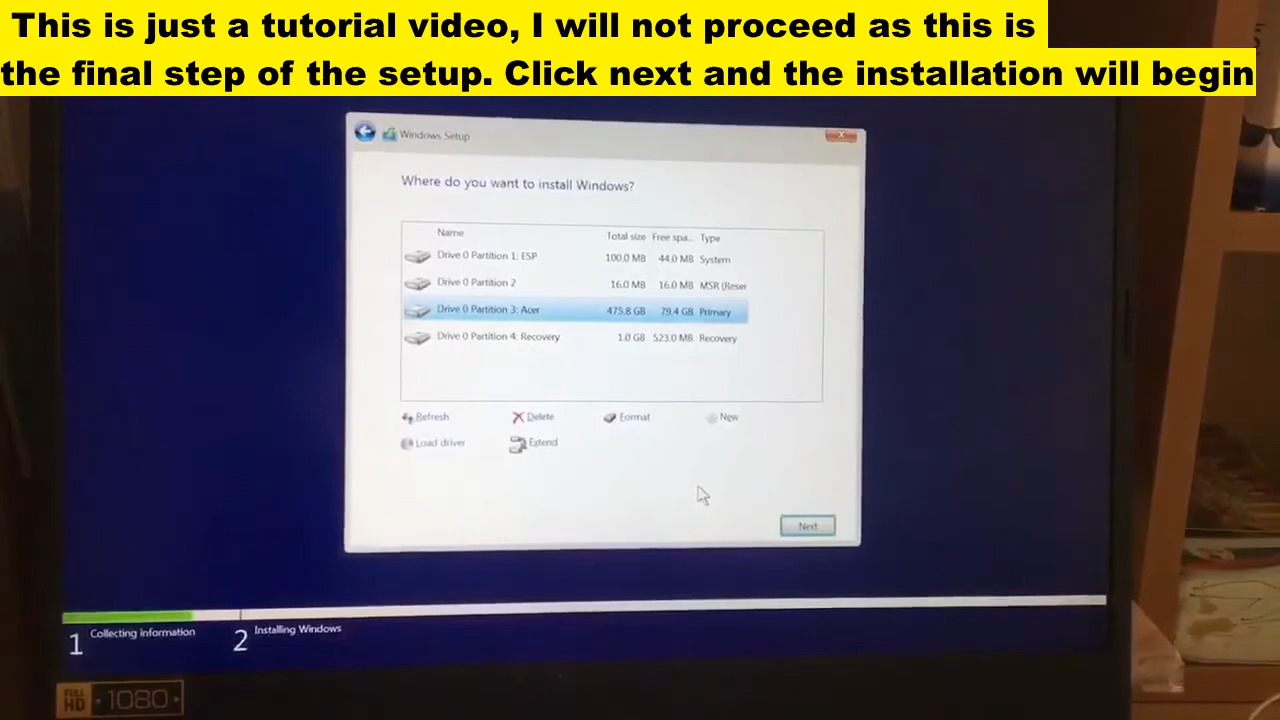 This is just a tutorial video, I will not proceed as this is
the final step of the setup. Click next and the installation will begin
Windows Setup
Where do you want to install Windows?
Name Total size Free spa... Type
Drive 0 Partition 1: ESP 100.0 MB 44.0 MB System
Drive 0 Partition 2 16.0 MB 16.0 MB MSR (Reser
Drive 0 Partition 3: Acer 475.8 GB 79.4 GB Primary
Drive 0 Partition 4: Recovery 1.0 GB 523.0 MB Recovery
Refresh Delete Format New
Load driver Extend
Next
1 Collecting information 2 Installing Windows
FULL HD 1080